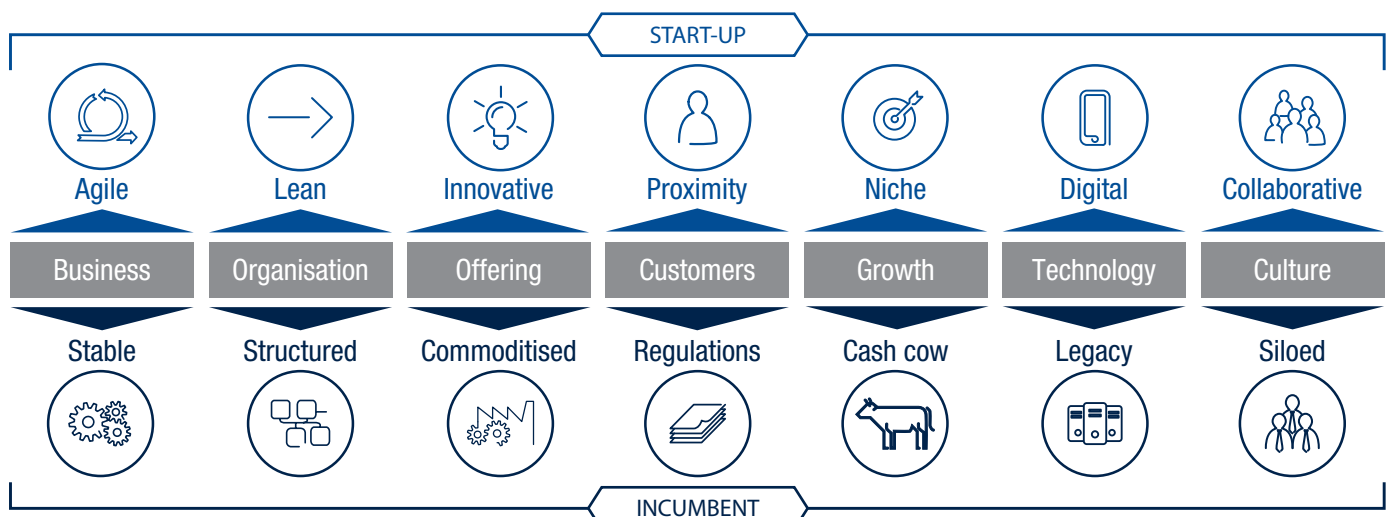 START-UP
Agile Lean Innovative Proximity Niche Digital Collaborative
Business Organisation Offering Customers Growth Technology Culture
Stable Structured Commoditised Regulations Cash cow Legacy Siloed
INCUMBENT